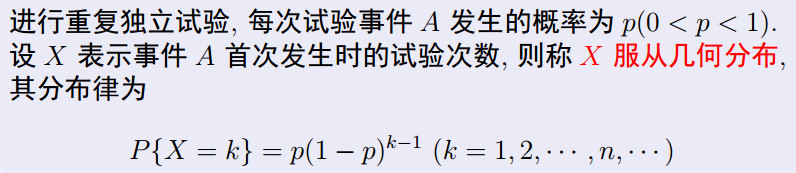 进行重复独立试验, 每次试验事件 A 发生的概率为 p(0 < p < 1).
设 X 表示事件 A 首次发生时的试验次数, 则称 X 服从几何分布,
其分布律为
P{X = k} = p(1 − p)^{k−1} (k = 1, 2, ⋯ , n, ⋯ )